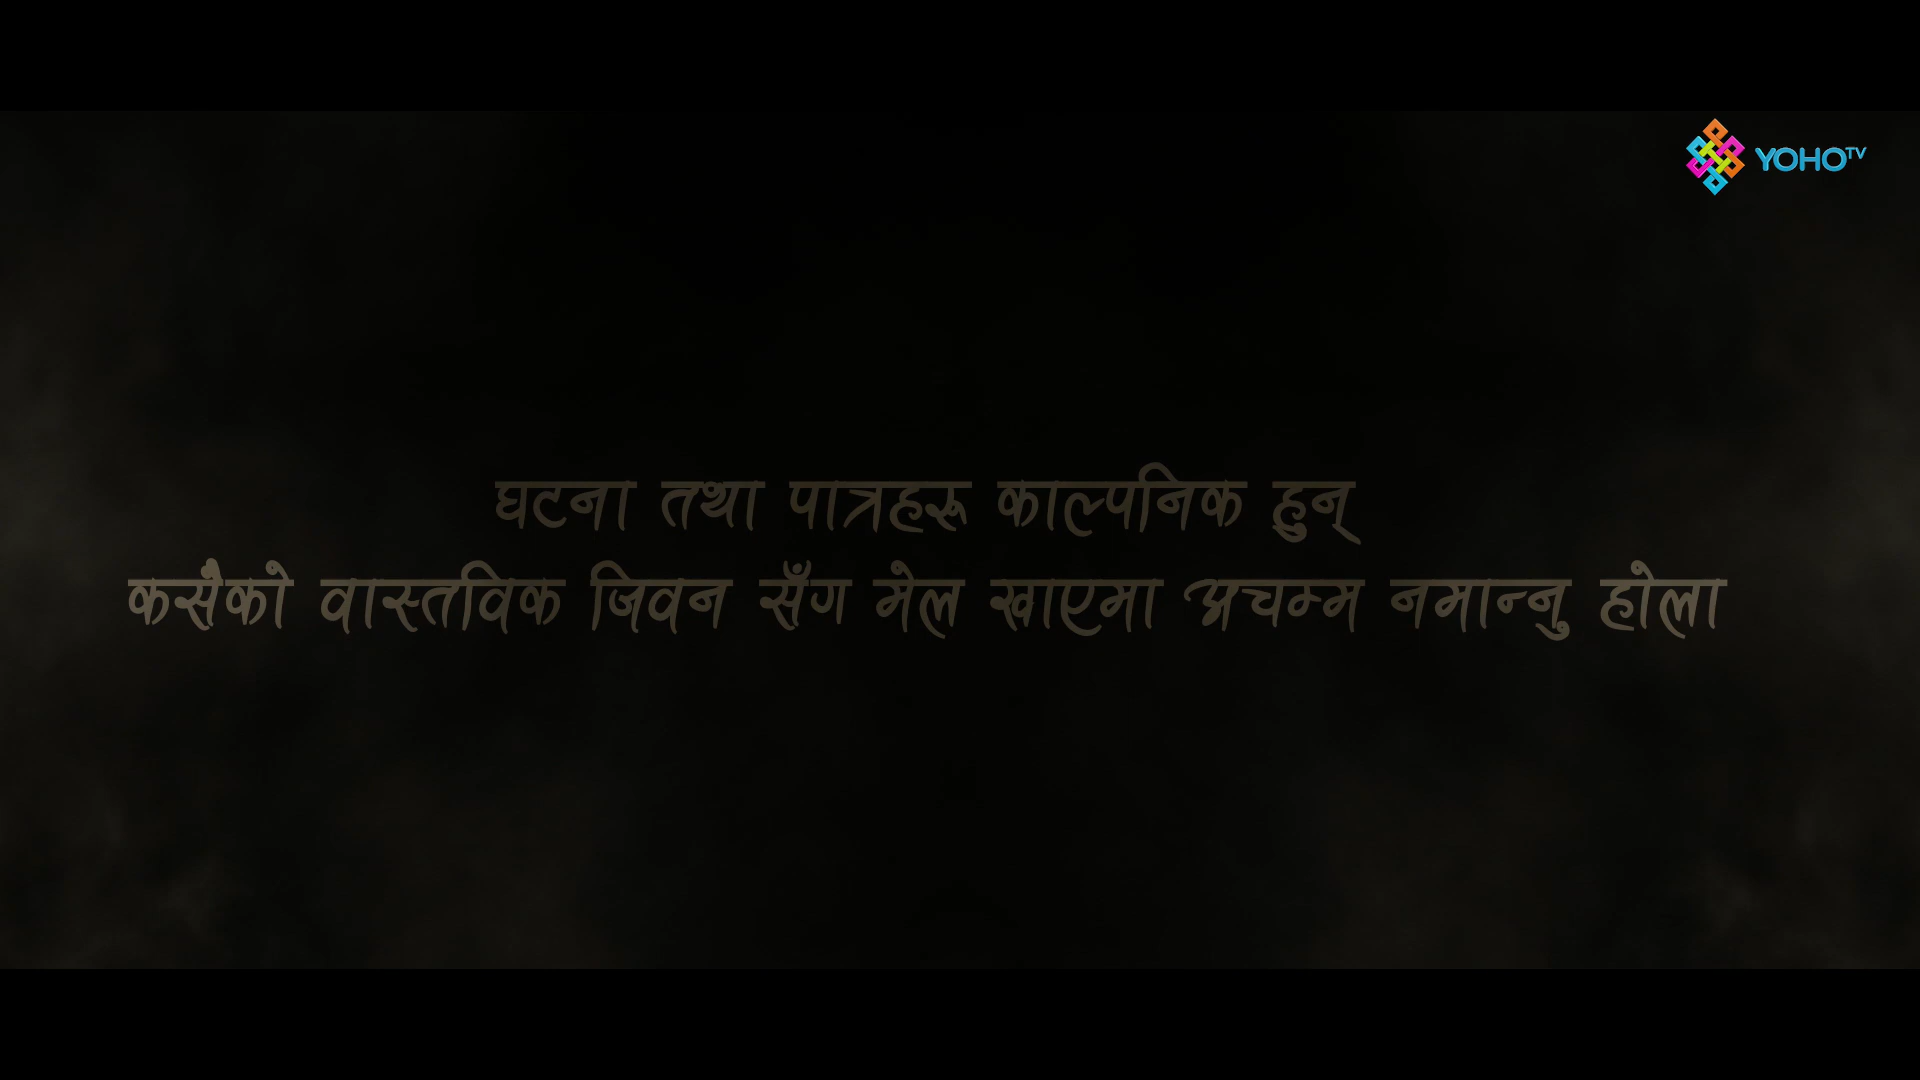 YOHO TV
घटना तथा पात्रहरू काल्पनिक हुन्
कसैको वास्तविक जिवन सँग मेल खाएमा अचम्म नमान्नु होला